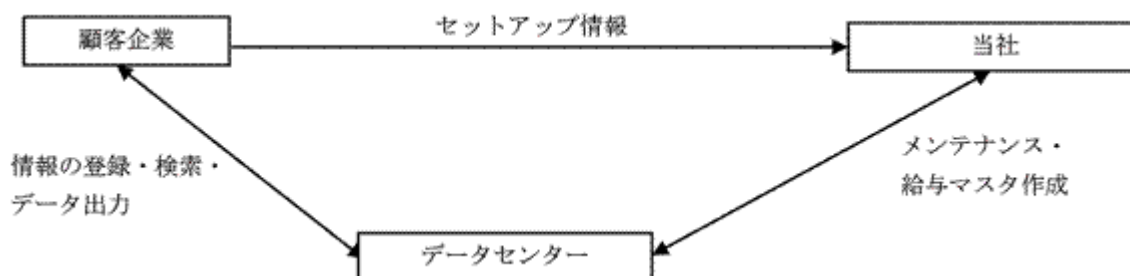 セットアップ情報
顧客企業
当社
情報の登録・検索・
データ出力
メンテナンス・
給与マスタ作成
データセンター